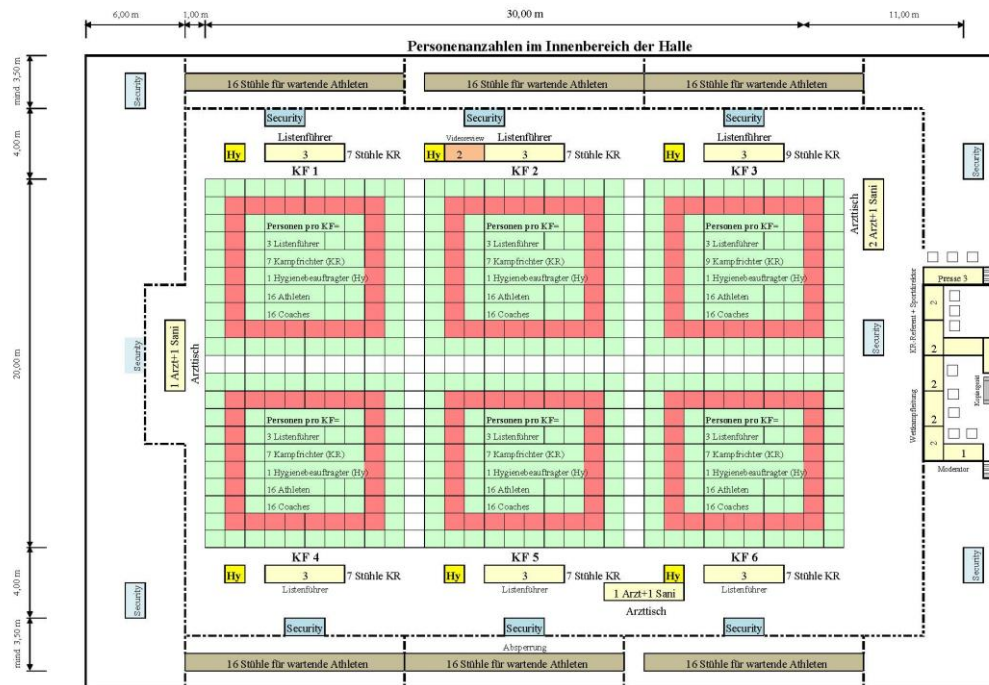 6,00 m
1,00 m
30,00 m
11,00 m
Personenanzahlen im Innenbereich der Halle
mind. 3,50 m
Security
16 Stühle für wartende Athleten
16 Stühle für wartende Athleten
16 Stühle für wartende Athleten
4,00 m
Security
Security
Security
Listenführer
Videoreview
Listenführer
Listenführer
Hy
3
7 Stühle KR
Hy
2
3
7 Stühle KR
Hy
3
9 Stühle KR
Security
KF 1
KF 2
KF 3
20,00 m
Personen pro KF=
3 Listenführer
7 Kampfrichter (KR)
1 Hygienebeauftragter (Hy)
16 Athleten
16 Coaches
Personen pro KF=
3 Listenführer
7 Kampfrichter (KR)
1 Hygienebeauftragter (Hy)
16 Athleten
16 Coaches
Personen pro KF=
3 Listenführer
9 Kampfrichter (KR)
1 Hygienebeauftragter (Hy)
16 Athleten
16 Coaches
Arzttisch
2 Arzt+1 Sani
Presse 3
KR-Referent + Sportdirektor
2
2
Security
1 Arzt+1 Sani
Arzttisch
Security
Wettkampfleitung
2
2
2
1
Moderator
Personen pro KF=
3 Listenführer
7 Kampfrichter (KR)
1 Hygienebeauftragter (Hy)
16 Athleten
16 Coaches
Personen pro KF=
3 Listenführer
7 Kampfrichter (KR)
1 Hygienebeauftragter (Hy)
16 Athleten
16 Coaches
Personen pro KF=
3 Listenführer
7 Kampfrichter (KR)
1 Hygienebeauftragter (Hy)
16 Athleten
16 Coaches
KF 4
KF 5
KF 6
4,00 m
Security
Hy
3
7 Stühle KR
Listenführer
Hy
3
7 Stühle KR
Listenführer
Hy
3
7 Stühle KR
Listenführer
1 Arzt+1 Sani
Arzttisch
Security
Security
Security
Security
mind. 3,50 m
Absperrung
16 Stühle für wartende Athleten
16 Stühle für wartende Athleten
16 Stühle für wartende Athleten